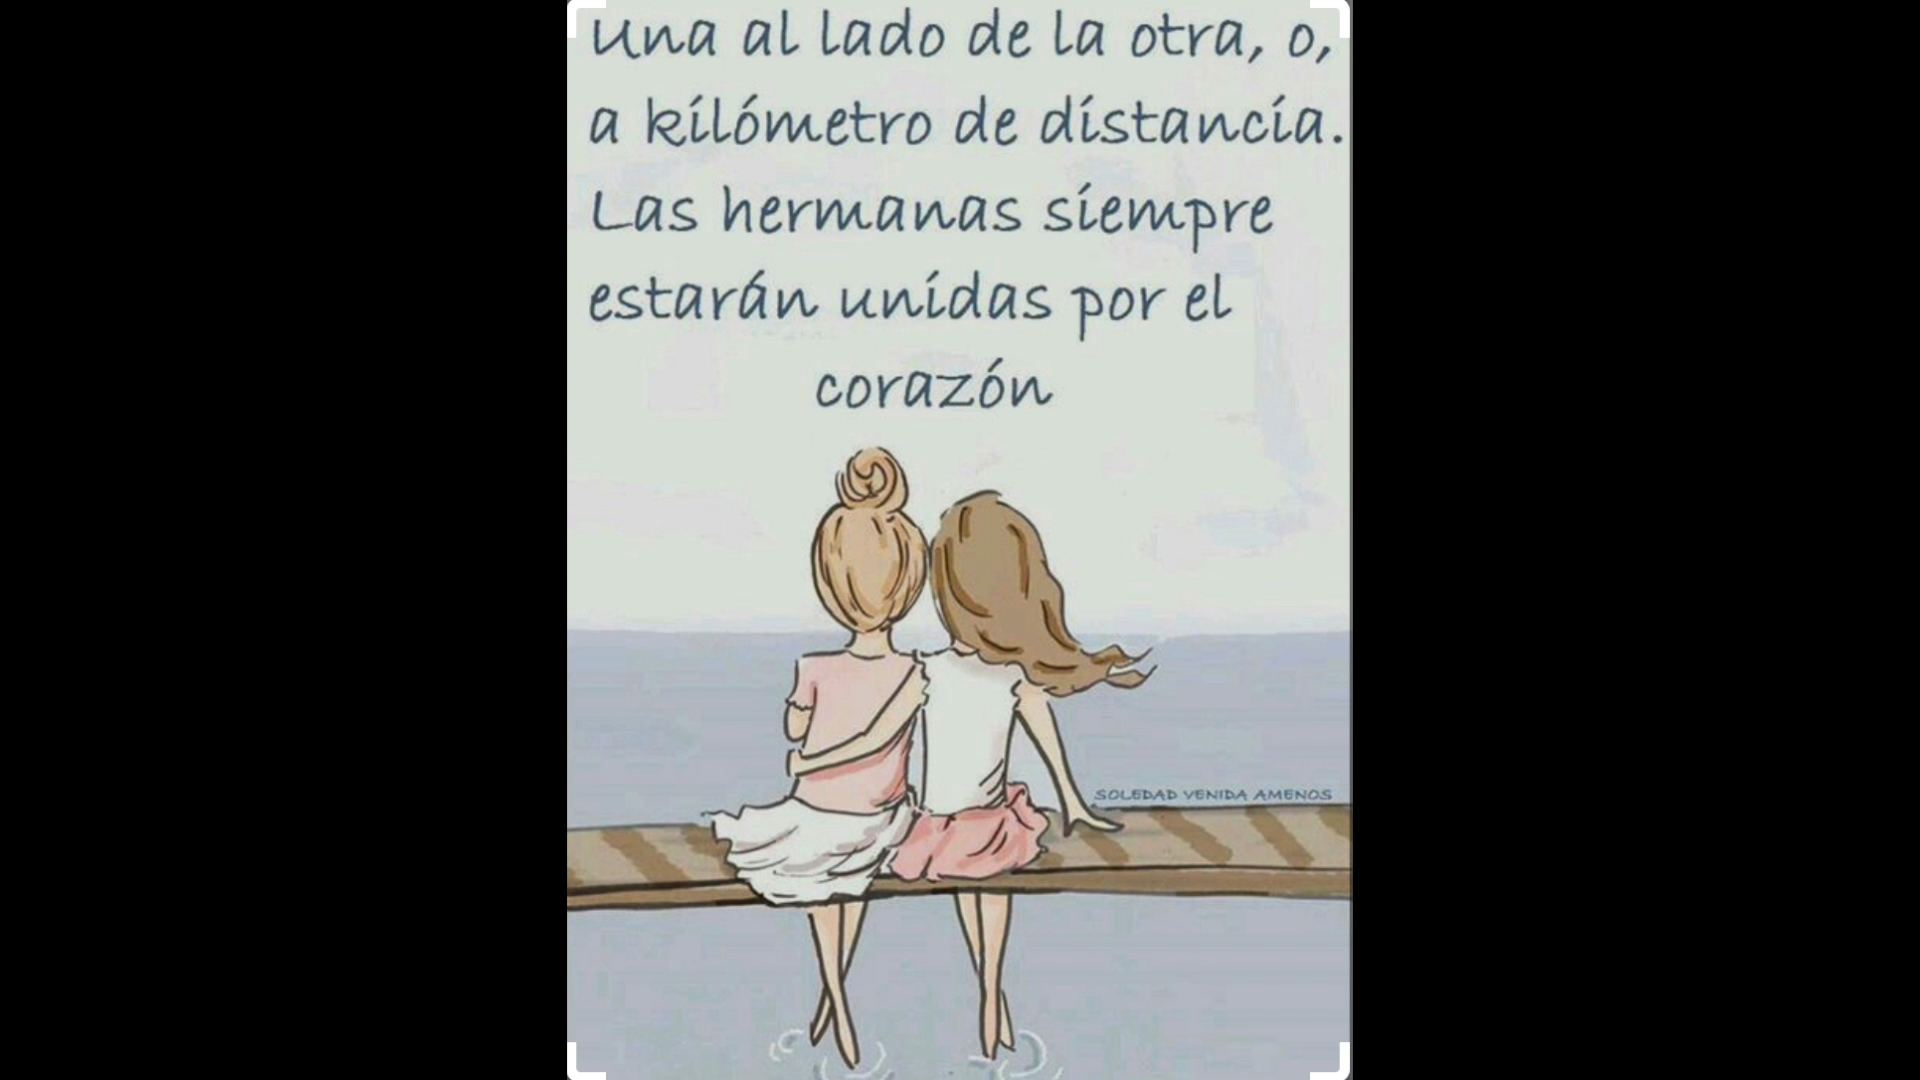 Una al lado de la otra, o,
a kilómetro de distancia.
Las hermanas siempre
estarán unidas por el
corazón
SOLEDAD VENIDA AMENOS